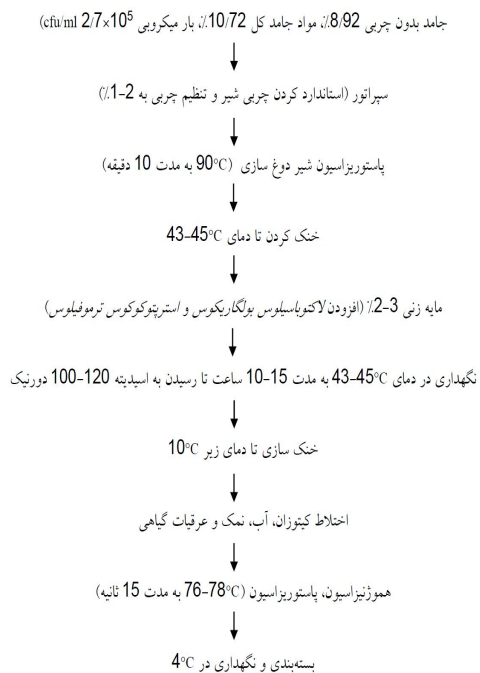 جامد بدون چربی 8/92٪، مواد جامد کل 10/72٪، بار میکروبی 2/7×10⁵ cfu/ml)
سپراتور (استاندارد کردن چربی شیر و تنظیم چربی به 2–1٪)
پاستوریزاسیون شیر دوغ سازی (90°C به مدت 10 دقیقه)
خنک کردن تا دمای 43–45°C
مایه زنی 3–2٪ (افزودن لاکتوباسیلوس بولگاریکوس و استرپتوکوکوس ترموفیلوس)
نگهداری در دمای 43–45°C به مدت 15–10 ساعت تا رسیدن به اسیدیته 120–100 دورنیک
خنک سازی تا دمای زیر 10°C
اختلاط کیتوزان، آب، نمک و عرقیات گیاهی
هموژنیزاسیون، پاستوریزاسیون (76–78°C به مدت 15 ثانیه)
بسته‌بندی و نگهداری در 4°C